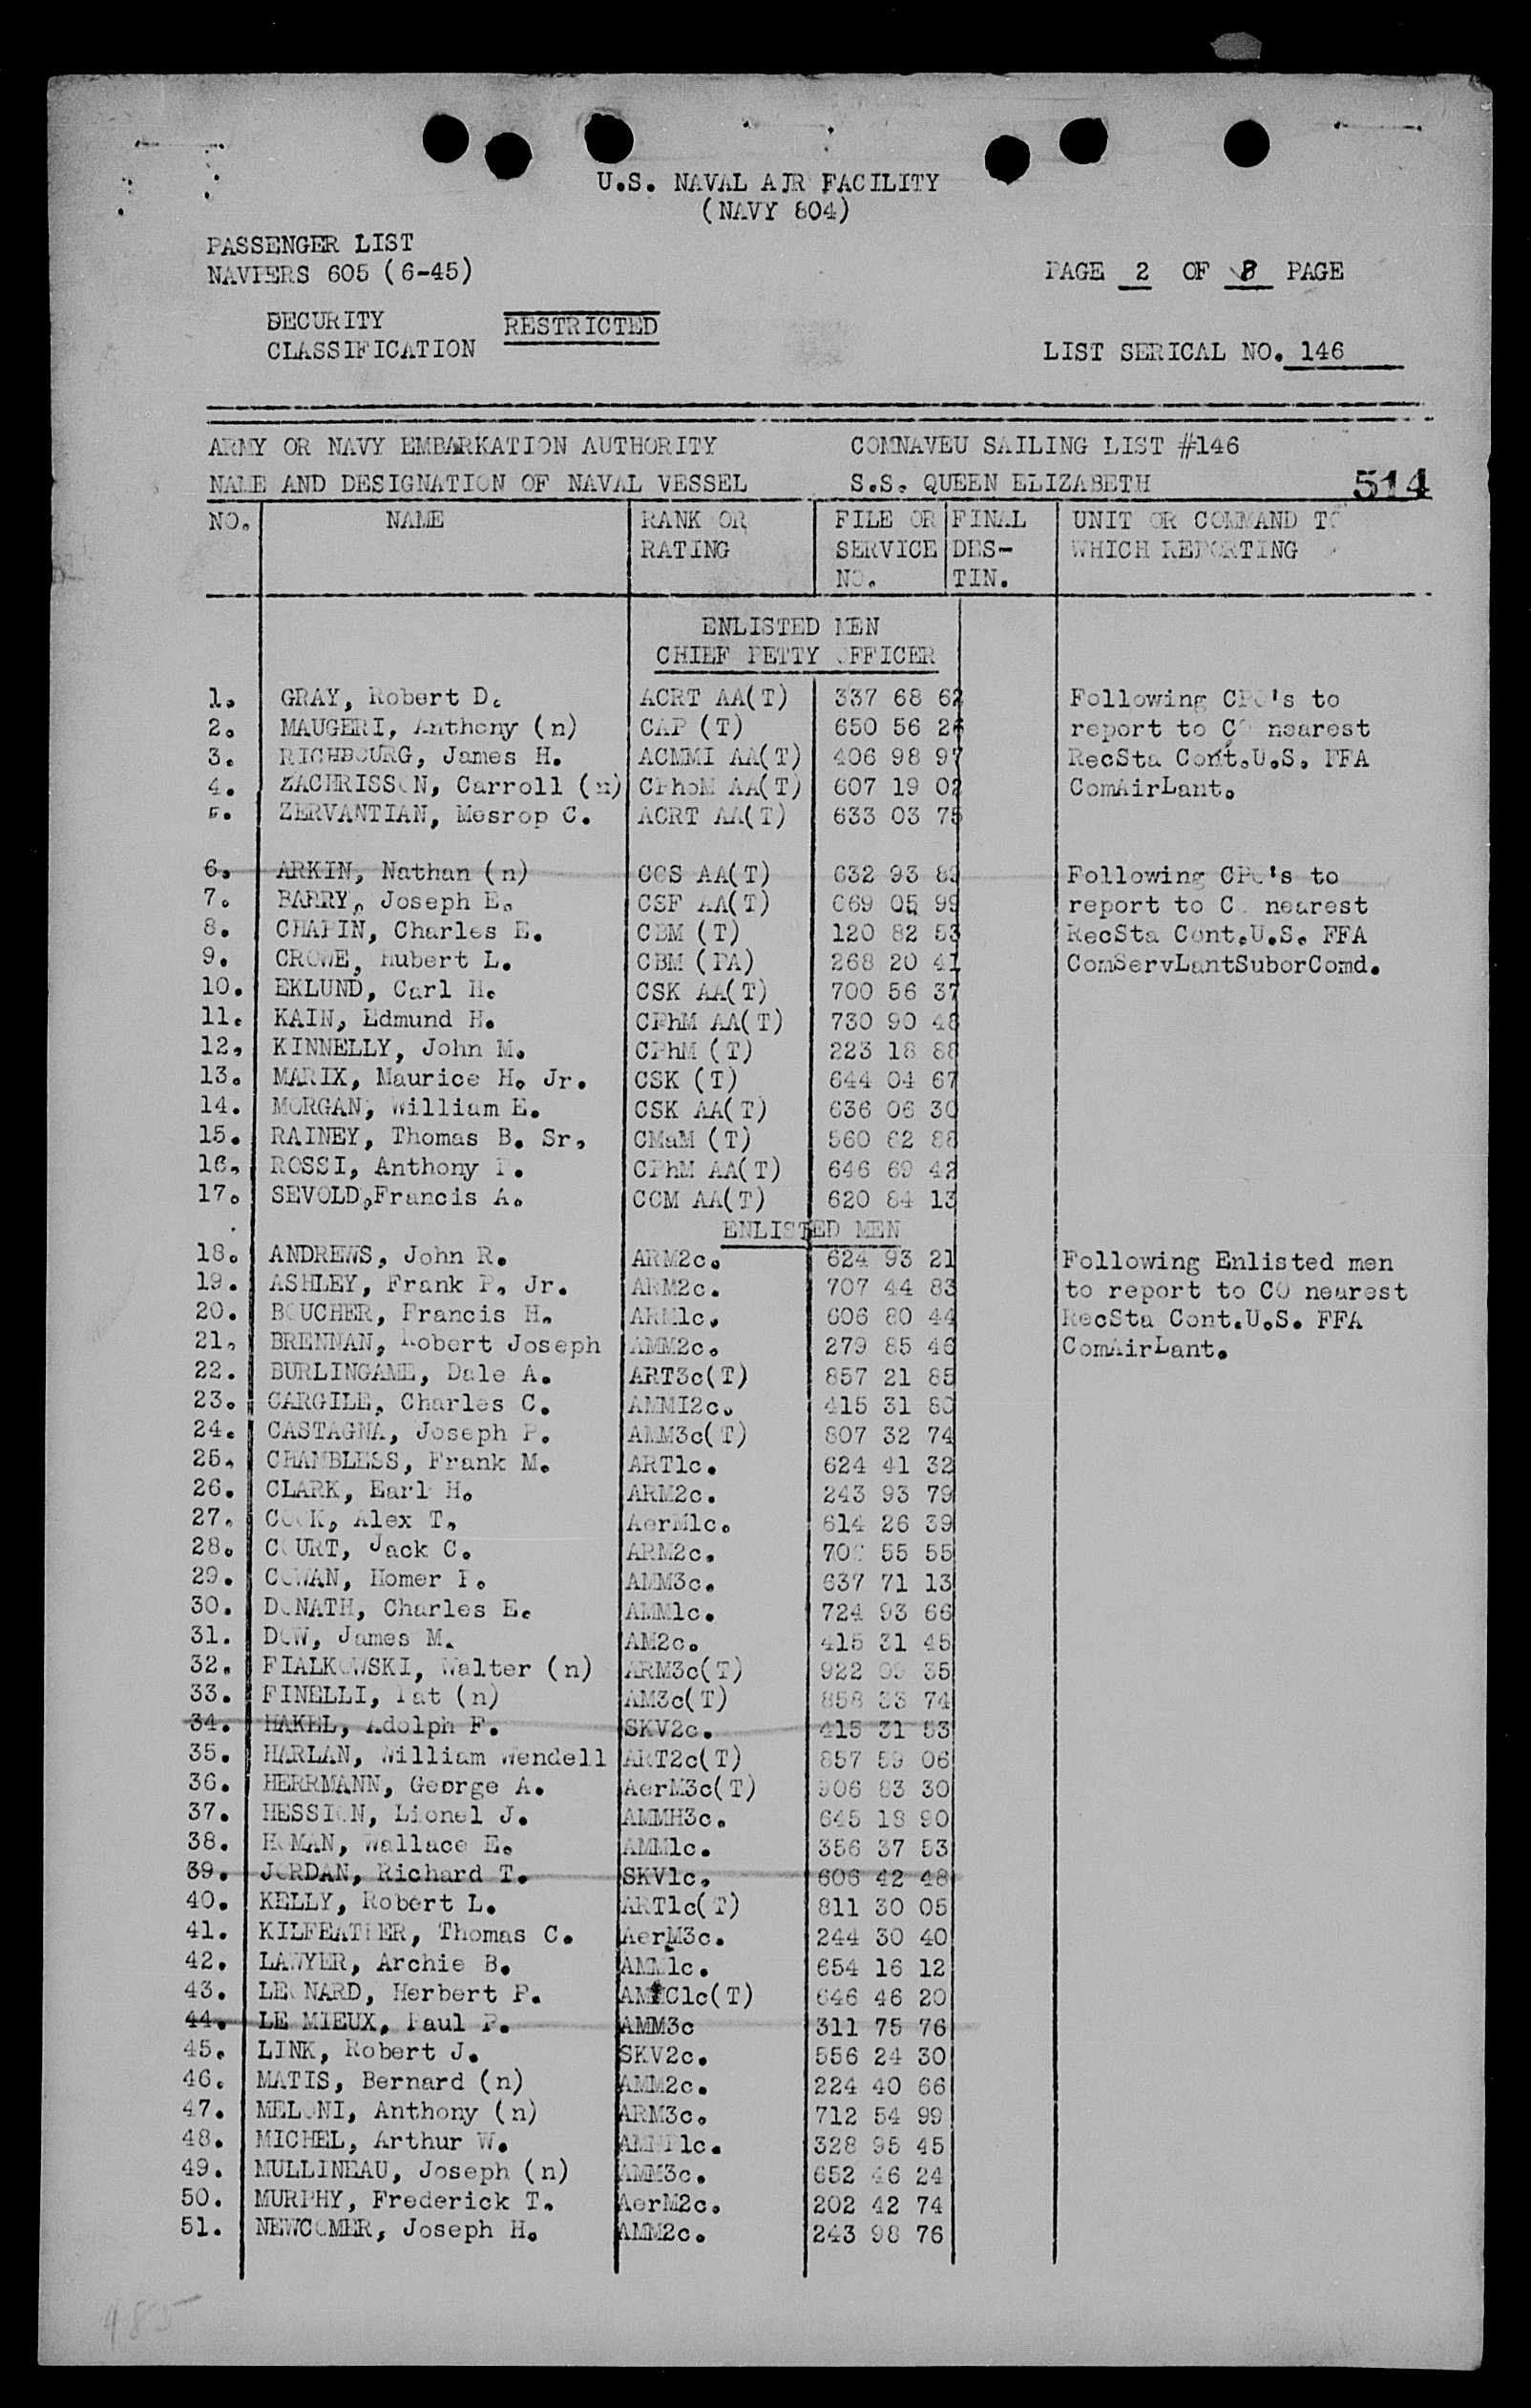 U.S. NAVAL AIR FACILITY
(NAVY 804)
PASSENGER LIST
NAVPERS 605 (6-45)
PAGE 2 OF 8 PAGE
SECURITY RESTRICTED
CLASSIFICATION
LIST SERICAL NO. 146
ARMY OR NAVY EMBARKATION AUTHORITY COMNAVEU SAILING LIST #146
NAME AND DESIGNATION OF NAVAL VESSEL S.S. QUEEN ELIZABETH 514
NO. NAME RANK OR FILE OR FINAL UNIT OR COMMAND TO
RATING SERVICE DES- WHICH REPORTING
NO. TIN.
ENLISTED MEN
CHIEF PETTY OFFICER
1. GRAY, Robert D. ACRT AA(T) 337 68 62 Following CPO's to
2. MAUGERI, Anthony (n) CAP (T) 650 56 26 report to CO nearest
3. RICHBOURG, James H. ACMMI AA(T) 406 98 97 RecSta Cont.U.S. FFA
4. ZACHRISSON, Carroll (n) CPhoM AA(T) 607 19 02 ComAirLant.
5. ZERVANTIAN, Mesrop C. ACRT AA(T) 633 03 75
6. ARKIN, Nathan (n) CCS AA(T) 632 93 Following CPO's to
7. BARRY, Joseph E. CSF AA(T) 669 05 99 report to CO nearest
8. CHAPIN, Charles E. CBM (T) 120 82 53 RecSta Cont.U.S. FFA
9. CROWE, Hubert L. CBM (PA) 268 20 41 ComServLantSuborComd.
10. EKLUND, Carl H. CSK AA(T) 700 56 37
11. KAIN, Edmund H. CPhM AA(T) 730 90 48
12. KINNELLY, John M. CPhM (T) 223 18 88
13. MARIX, Maurice H. Jr. CSK (T) 644 04 67
14. MORGAN, William E. CSK AA(T) 636 06 30
15. RAINEY, Thomas B. Sr. CMaM (T) 560 62 88
16. ROSSI, Anthony P. CPhM AA(T) 646 69 42
17. SEVOLD,Francis A. CCM AA(T) 620 84 13
ENLISTED MEN
18. ANDREWS, John R. ARM2c. 624 93 21 Following Enlisted men
19. ASHLEY, Frank P. Jr. ARM2c. 707 44 83 to report to CO nearest
20. BOUCHER, Francis H. ARM1c. 606 80 44 RecSta Cont.U.S. FFA
21. BRENNAN, Robert Joseph AMM2c. 279 85 46 ComAirLant.
22. BURLINGAME, Dale A. ART3c(T) 857 21 85
23. CARGILE, Charles C. AMMI2c. 415 31 80
24. CASTAGNA, Joseph P. AMM3c(T) 807 32 74
25. CHAMBLESS, Frank M. ART1c. 624 41 32
26. CLARK, Earl H. ARM2c. 243 93 79
27. COOK, Alex T. AerM1c. 614 26 39
28. COURT, Jack C. ARM2c. 55 55
29. COWAN, Homer P. AMM3c. 637 71 13
30. DONATH, Charles E. AMM1c. 724 93 66
31. DOW, James M. AM2c. 415 31 45
32. FIALKOWSKI, Walter (n) ARM3c(T) 922 35
33. FINELLI, Pat (n) AM3c(T) 858 33 74
34. HAKEL, Adolph F. SKV2c. 415 31 53
35. HARLAN, William Wendell ART2c(T) 857 59 06
36. HERRMANN, George A. AerM3c(T) 906 83 30
37. HESSION, Lionel J. AMMH3c. 645 18 90
38. HOMAN, Wallace E. AMM1c. 356 37 53
39. JORDAN, Richard T. SKV1c. 606 42 48
40. KELLY, Robert L. ART1c(T) 811 30 05
41. KILFEATHER, Thomas C. AerM3c. 244 30 40
42. LAWYER, Archie B. AMM1c. 654 16 12
43. LEONARD, Herbert P. 646 46 20
44. LE MIEUX, Paul P. AMM3c 311 75 76
45. LINK, Robert J. SKV2c. 556 24 30
46. MATIS, Bernard (n) AMM2c. 224 40 66
47. MELONI, Anthony (n) ARM3c. 712 54 99
48. MICHEL, Arthur W. AMMP1c. 328 95 45
49. MULLINEAU, Joseph (n) AMM3c. 652 46 24
50. MURPHY, Frederick T. AerM2c. 202 42 74
51. NEWCOMER, Joseph H. AMM2c. 243 98 76
485